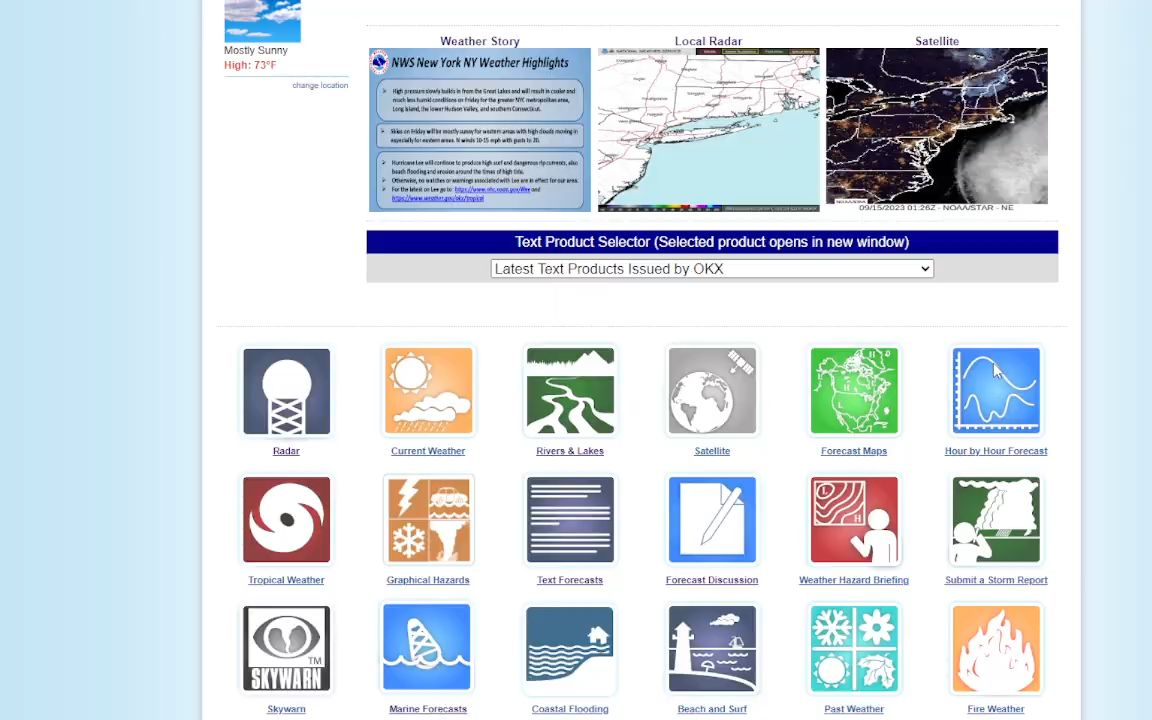 Mostly Sunny
High: 73°F
change location
Weather Story
Local Radar
Satellite
NWS New York NY Weather Highlights
High pressure slowly builds in from the Great Lakes and will result in cooler and
much less humid conditions on Friday for the greater NYC metropolitan area,
Long Island, the lower Hudson Valley, and southern Connecticut.
Skies on Friday will be mostly sunny for western areas with high clouds moving in
especially for eastern areas. N winds 10-15 mph with gusts to 20.
Hurricane Lee will continue to produce high surf and dangerous rip currents, also
beach flooding and erosion around the times of high tide.
Otherwise, no watches or warnings associated with Lee are in effect for our area.
For the latest on Lee go to: https://www.nhc.noaa.gov/#lee and
https://www.weather.gov/okx/tropical
NATIONAL WEATHER SERVICE
09/15/2023 01:26Z - NOAA/STAR - NE
Text Product Selector (Selected product opens in new window)
Latest Text Products Issued by OKX
Radar
Current Weather
Rivers & Lakes
Satellite
Forecast Maps
Hour by Hour Forecast
Tropical Weather
Graphical Hazards
Text Forecasts
Forecast Discussion
Weather Hazard Briefing
Submit a Storm Report
SKYWARN TM
Skywarn
Marine Forecasts
Coastal Flooding
Beach and Surf
Past Weather
Fire Weather